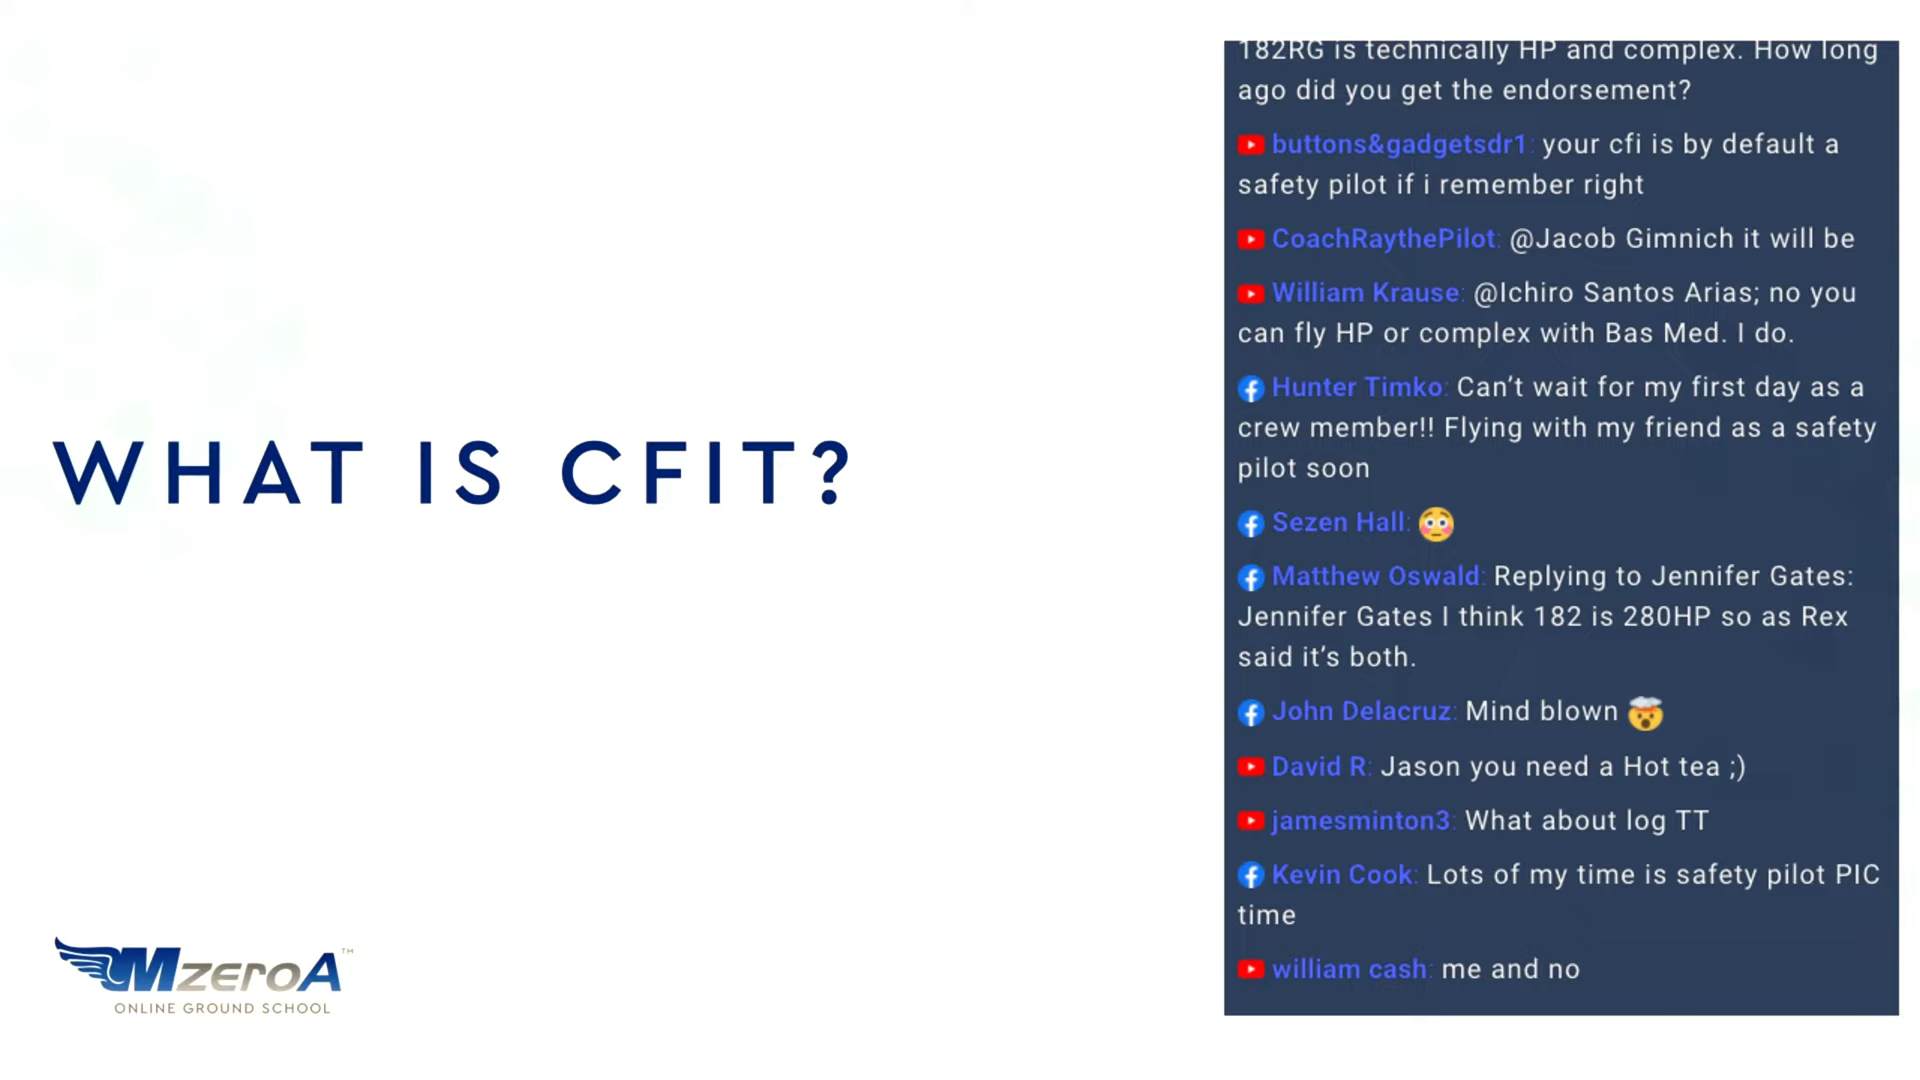 WHAT IS CFIT?
MzeroA™
ONLINE GROUND SCHOOL
182RG is technically HP and complex. How long
ago did you get the endorsement?
buttons&gadgetsdr1: your cfi is by default a
safety pilot if i remember right
CoachRaythePilot: @Jacob Gimnich it will be
William Krause: @Ichiro Santos Arias; no you
can fly HP or complex with Bas Med. I do.
Hunter Timko: Can’t wait for my first day as a
crew member!! Flying with my friend as a safety
pilot soon
Sezen Hall: 😳
Matthew Oswald: Replying to Jennifer Gates:
Jennifer Gates I think 182 is 280HP so as Rex
said it’s both.
John Delacruz: Mind blown 🤯
David R: Jason you need a Hot tea ;)
jamesminton3: What about log TT
Kevin Cook: Lots of my time is safety pilot PIC
time
william cash: me and no